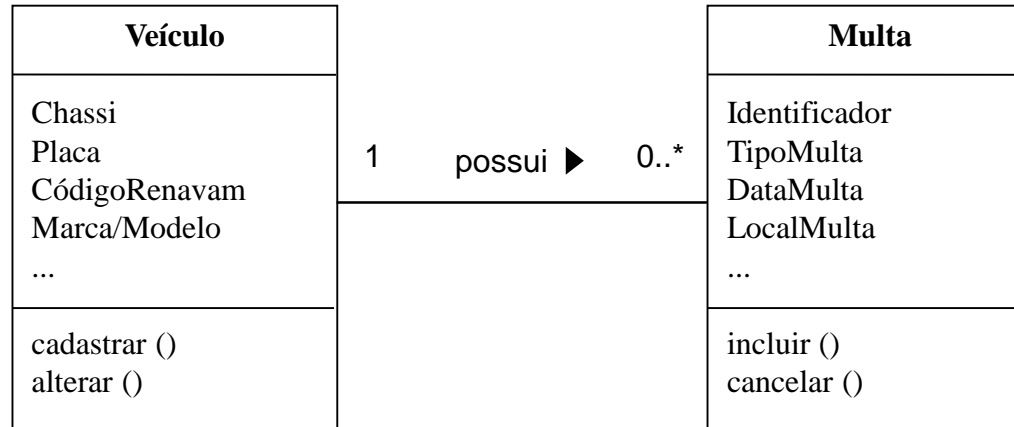 Veículo
Chassi
Placa
CódigoRenavam
Marca/Modelo
...
cadastrar ()
alterar ()
1 possui ▶ 0..*
Multa
Identificador
TipoMulta
DataMulta
LocalMulta
...
incluir ()
cancelar ()